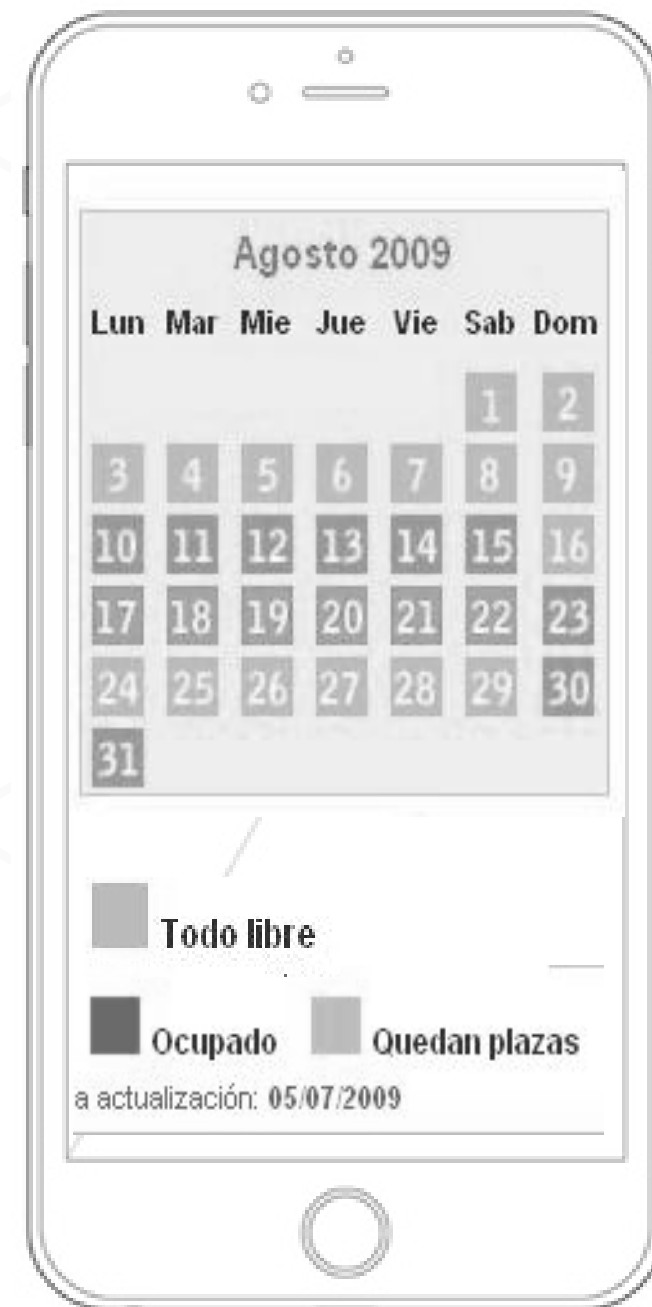 Agosto 2009
Lun Mar Mie Jue Vie Sab Dom
1 2
3 4 5 6 7 8 9
10 11 12 13 14 15 16
17 18 19 20 21 22 23
24 25 26 27 28 29 30
31
Todo libre
Ocupado Quedan plazas
a actualización: 05/07/2009